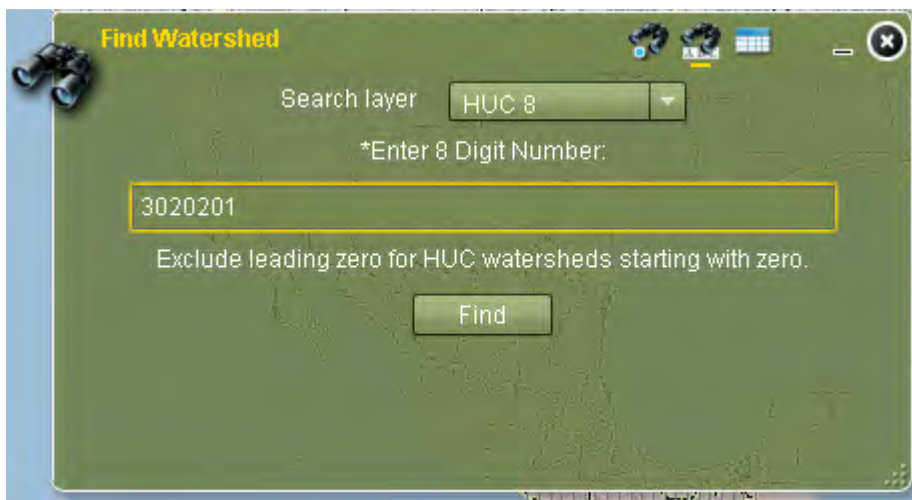 Find Watershed
Search layer HUC 8
*Enter 8 Digit Number:
3020201
Exclude leading zero for HUC watersheds starting with zero.
Find